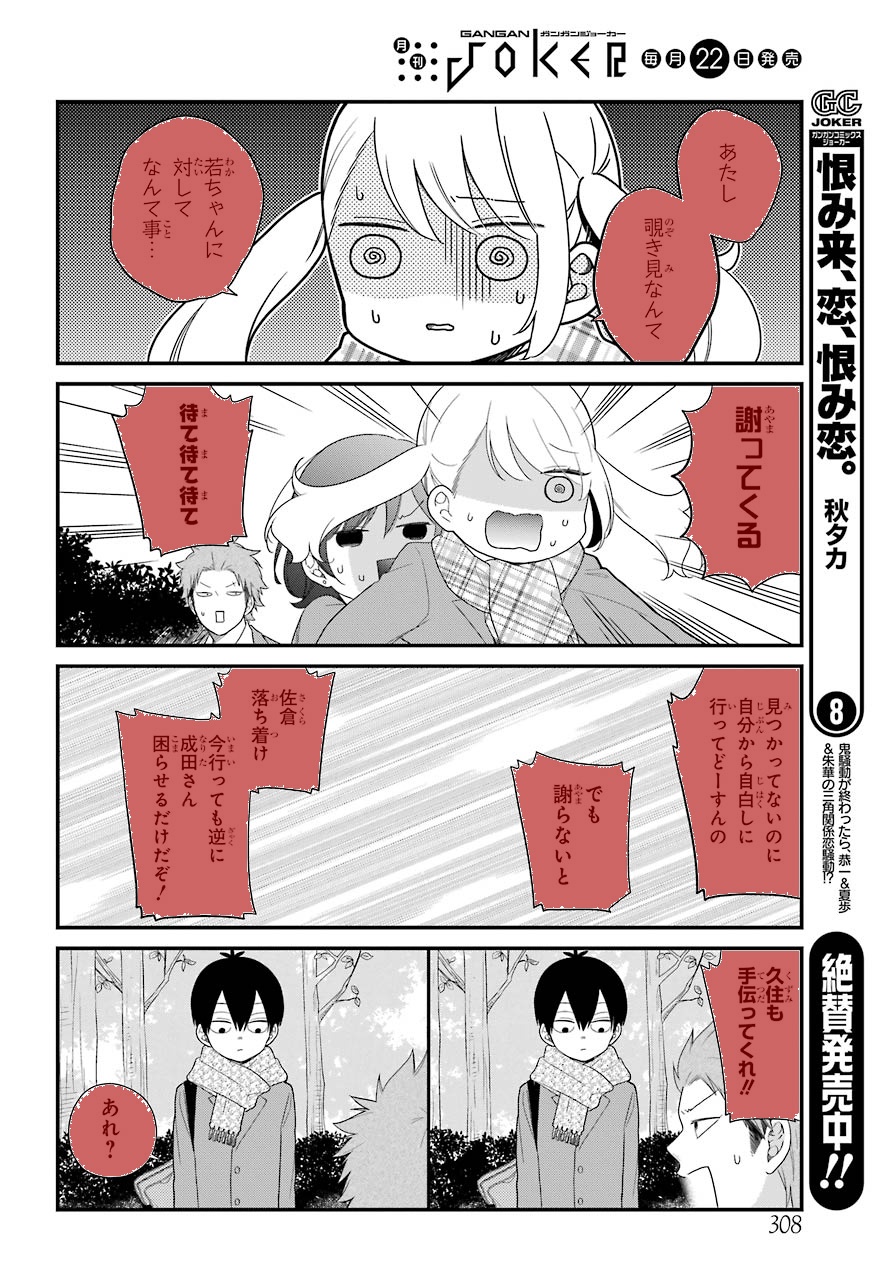 月刊
GANGAN
ガンガンジョーカー
JOKER
毎月22日発売
あたし
覗き見なんて
若ちゃんに
対して
なんて事…
謝ってくる
待て待て待て
見つかってないのに
自分から自白しに
行ってどーすんの
でも
謝らないと
佐倉
落ち着け
今行っても逆に
成田さん
困らせるだけだぞ!
久住も
手伝ってくれ!!
あれ?
GC
JOKER
ガンガンコミックス
ジョーカー
恨み来、恋、恨み恋。
秋タカ
8
鬼騒動が終わったら、恭一&夏歩
&朱華の三角関係恋騒動!?
絶賛発売中!!
308